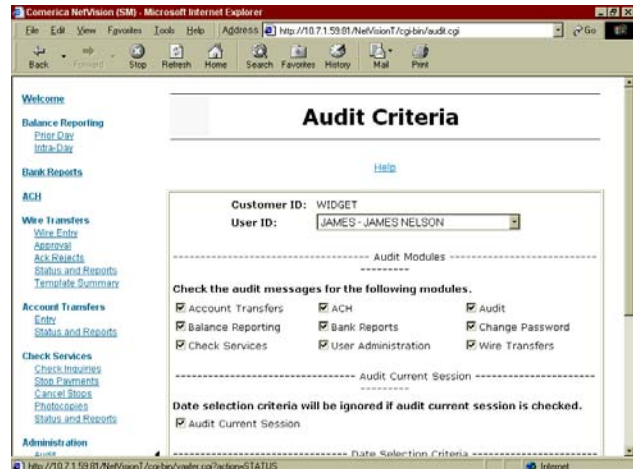 Comerica NetVision (SM) - Microsoft Internet Explorer
File Edit View Favorites Tools Help Address http://10.7.1.59:81/NetVisionT/cgi-bin/audit.cgi Go
Back Forward Stop Refresh Home Search Favorites History Mail Print
Welcome
Balance Reporting
Prior Day
Intra-Day
Bank Reports
ACH
Wire Transfers
Wire Entry
Approval
Ack Rejects
Status and Reports
Template Summary
Account Transfers
Entry
Status and Reports
Check Services
Check Inquiries
Stop Payments
Cancel Stops
Photocopies
Status and Reports
Administration
Audit
Audit Criteria
Help
Customer ID: WIDGET
User ID: JAMES - JAMES NELSON
Audit Modules
Check the audit messages for the following modules.
Account Transfers ACH Audit
Balance Reporting Bank Reports Change Password
Check Services User Administration Wire Transfers
Audit Current Session
Date selection criteria will be ignored if audit current session is checked.
Audit Current Session
Date Selection Criteria
Internet